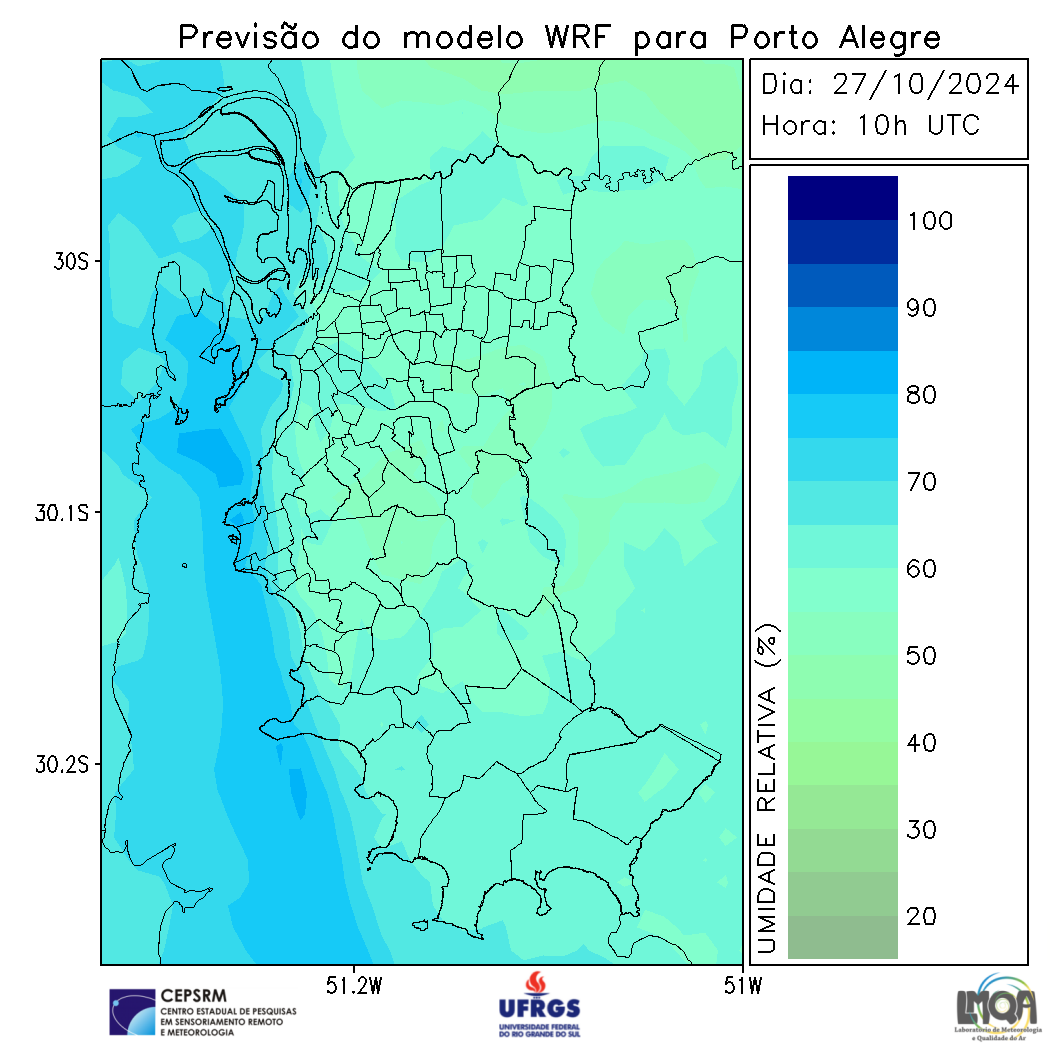 Previsão do modelo WRF para Porto Alegre
Dia: 27/10/2024
Hora: 10h UTC
100
90
80
70
60
50
40
30
20
UMIDADE RELATIVA (%)
30S
30.1S
30.2S
51.2W
51W
CEPSRM
CENTRO ESTADUAL DE PESQUISAS
EM SENSORIAMENTO REMOTO
E METEOROLOGIA
UFRGS
UNIVERSIDADE FEDERAL
DO RIO GRANDE DO SUL
LMQA
Laboratório de Meteorologia
e Qualidade do Ar